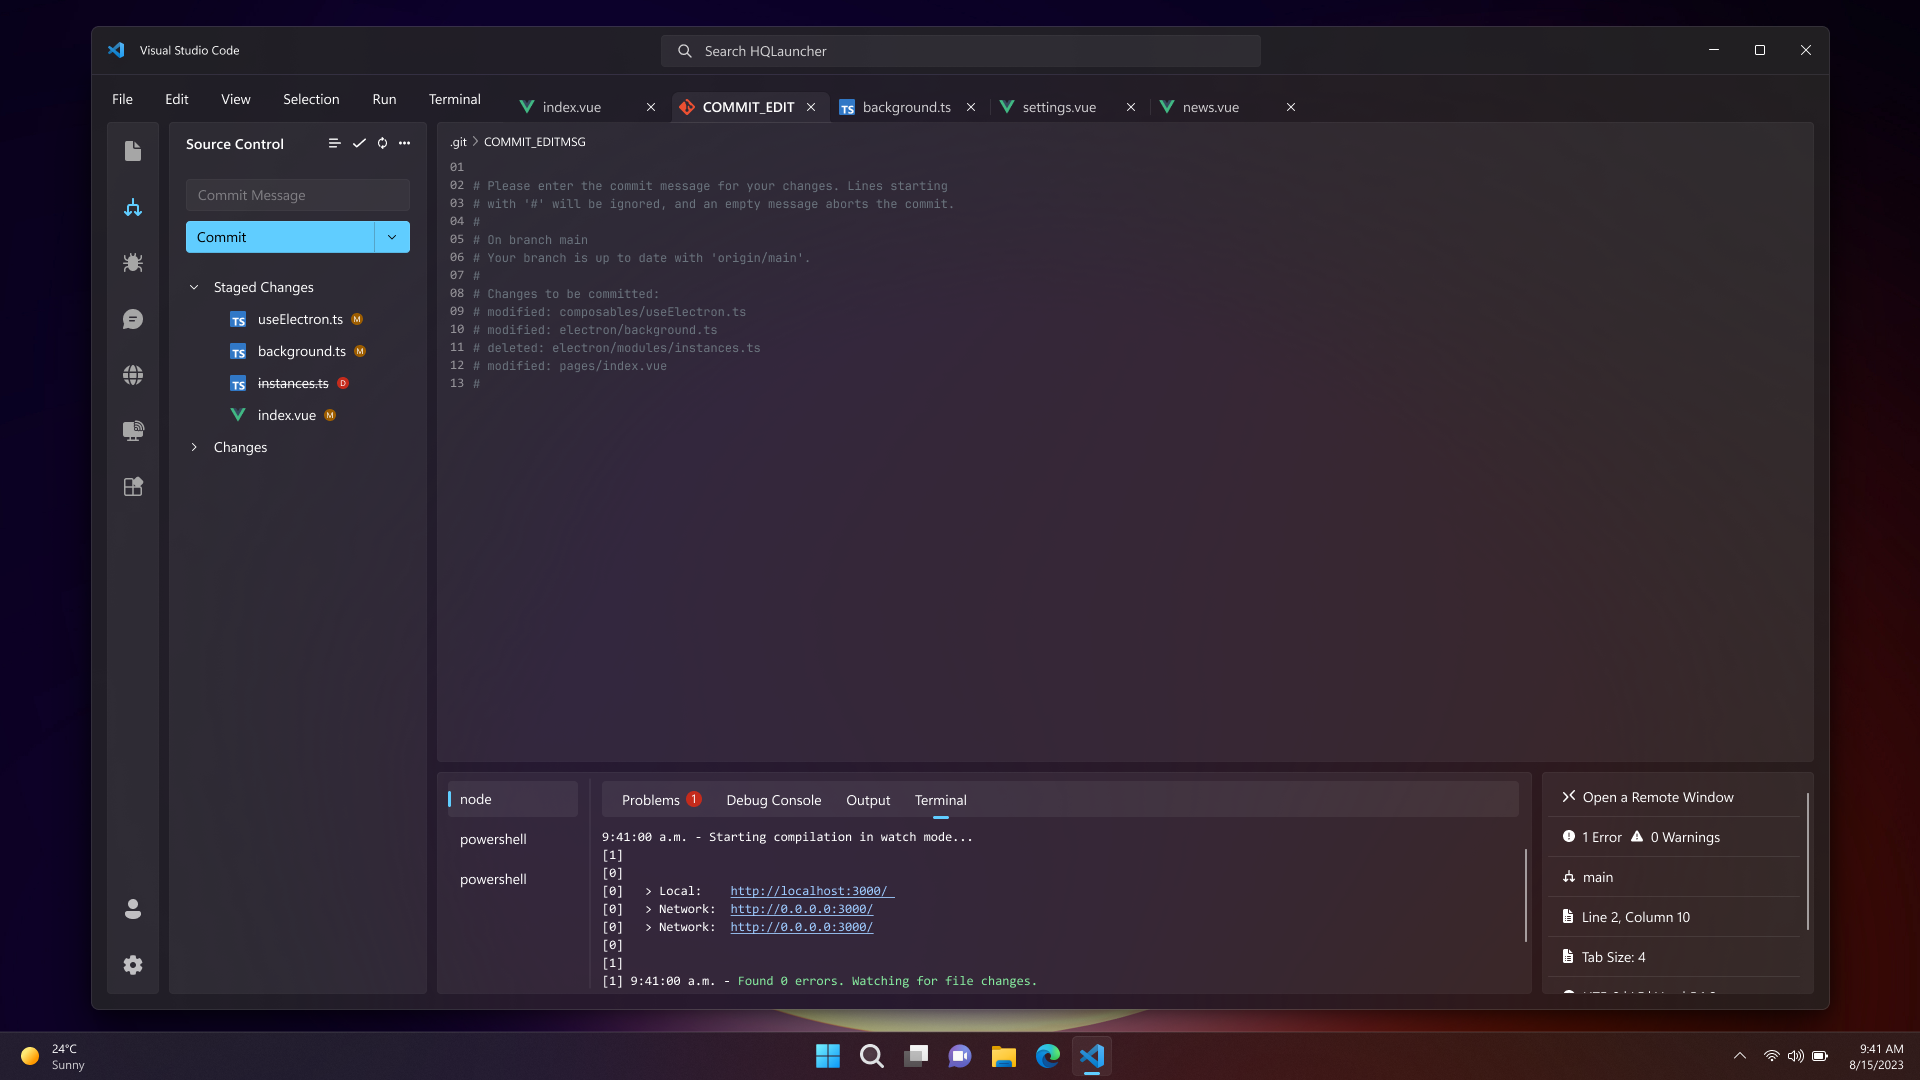 Visual Studio Code
Search HQLauncher
File Edit View Selection Run Terminal
index.vue COMMIT_EDIT background.ts settings.vue news.vue
Source Control
Commit Message
Commit
Staged Changes
useElectron.ts M
background.ts M
instances.ts D
index.vue M
Changes
.git > COMMIT_EDITMSG
01
02 # Please enter the commit message for your changes. Lines starting
03 # with '#' will be ignored, and an empty message aborts the commit.
04 #
05 # On branch main
06 # Your branch is up to date with 'origin/main'.
07 #
08 # Changes to be committed:
09 # modified: composables/useElectron.ts
10 # modified: electron/background.ts
11 # deleted: electron/modules/instances.ts
12 # modified: pages/index.vue
13 #
node
powershell
powershell
Problems 1 Debug Console Output Terminal
9:41:00 a.m. - Starting compilation in watch mode...
[1]
[0]
[0] > Local: http://localhost:3000/
[0] > Network: http://0.0.0.0:3000/
[0] > Network: http://0.0.0.0:3000/
[0]
[1]
[1] 9:41:00 a.m. - Found 0 errors. Watching for file changes.
Open a Remote Window
1 Error 0 Warnings
main
Line 2, Column 10
Tab Size: 4
24°C
Sunny
9:41 AM
8/15/2023